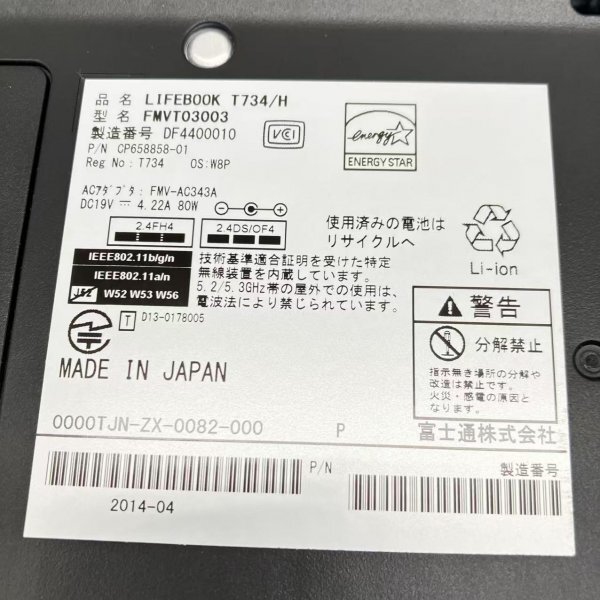 品名 LIFEBOOK T734/H
型名 FMVT03003
製造番号 DF4400010
VCCI
P/N CP658858-01
Reg No : T734 OS:W8P
energy
ENERGY STAR
ACアダプタ : FMV-AC343A
DC19V 4.22A 80W
2.4FH4
2.4DS/OF4
IEEE802.11b/g/n
IEEE802.11a/n
J52 W52 W53 W56
使用済みの電池は
リサイクルへ
Li-ion
技術基準適合証明を受けた特定
無線装置を内蔵しています。
5.2/5.3GHz帯の屋外での使用は、
電波法により禁じられています。
T D13-0178005
警告
分解禁止
指示無き場所の分解や
改造は禁止です。
火災・感電の原因と
なります。
MADE IN JAPAN
0000TJN-ZX-0082-000 P 富士通株式会社
P/N
製造番号
2014-04